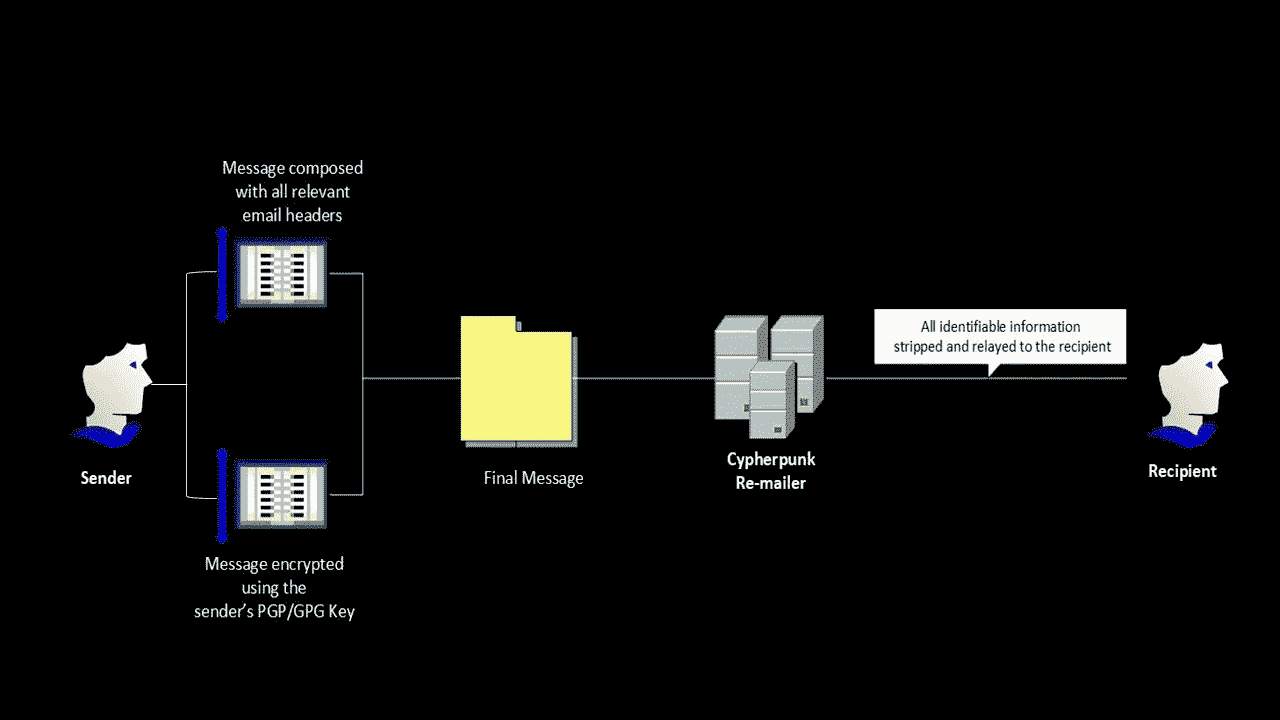 Message composed
with all relevant
email headers
Sender
Message encrypted
using the
sender's PGP/GPG Key
Final Message
Cypherpunk
Re-mailer
All identifiable information
stripped and relayed to the recipient
Recipient